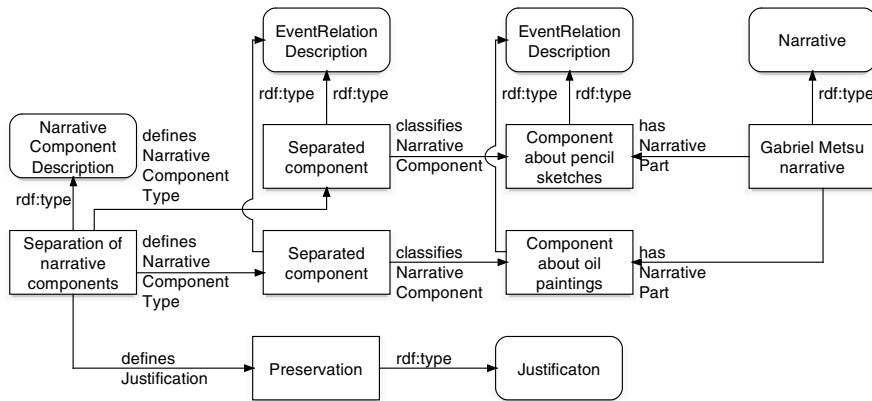 EventRelation
Description
EventRelation
Description
Narrative
rdf:type
rdf:type
rdf:type
rdf:type
rdf:type
Narrative
Component
Description
defines
Narrative
Component
Type
Separated
component
classifies
Narrative
Component
Component
about pencil
sketches
has
Narrative
Part
Gabriel Metsu
narrative
rdf:type
Separation of
narrative
components
defines
Narrative
Component
Type
Separated
component
classifies
Narrative
Component
Component
about oil
paintings
has
Narrative
Part
defines
Justification
Preservation
rdf:type
Justificaton